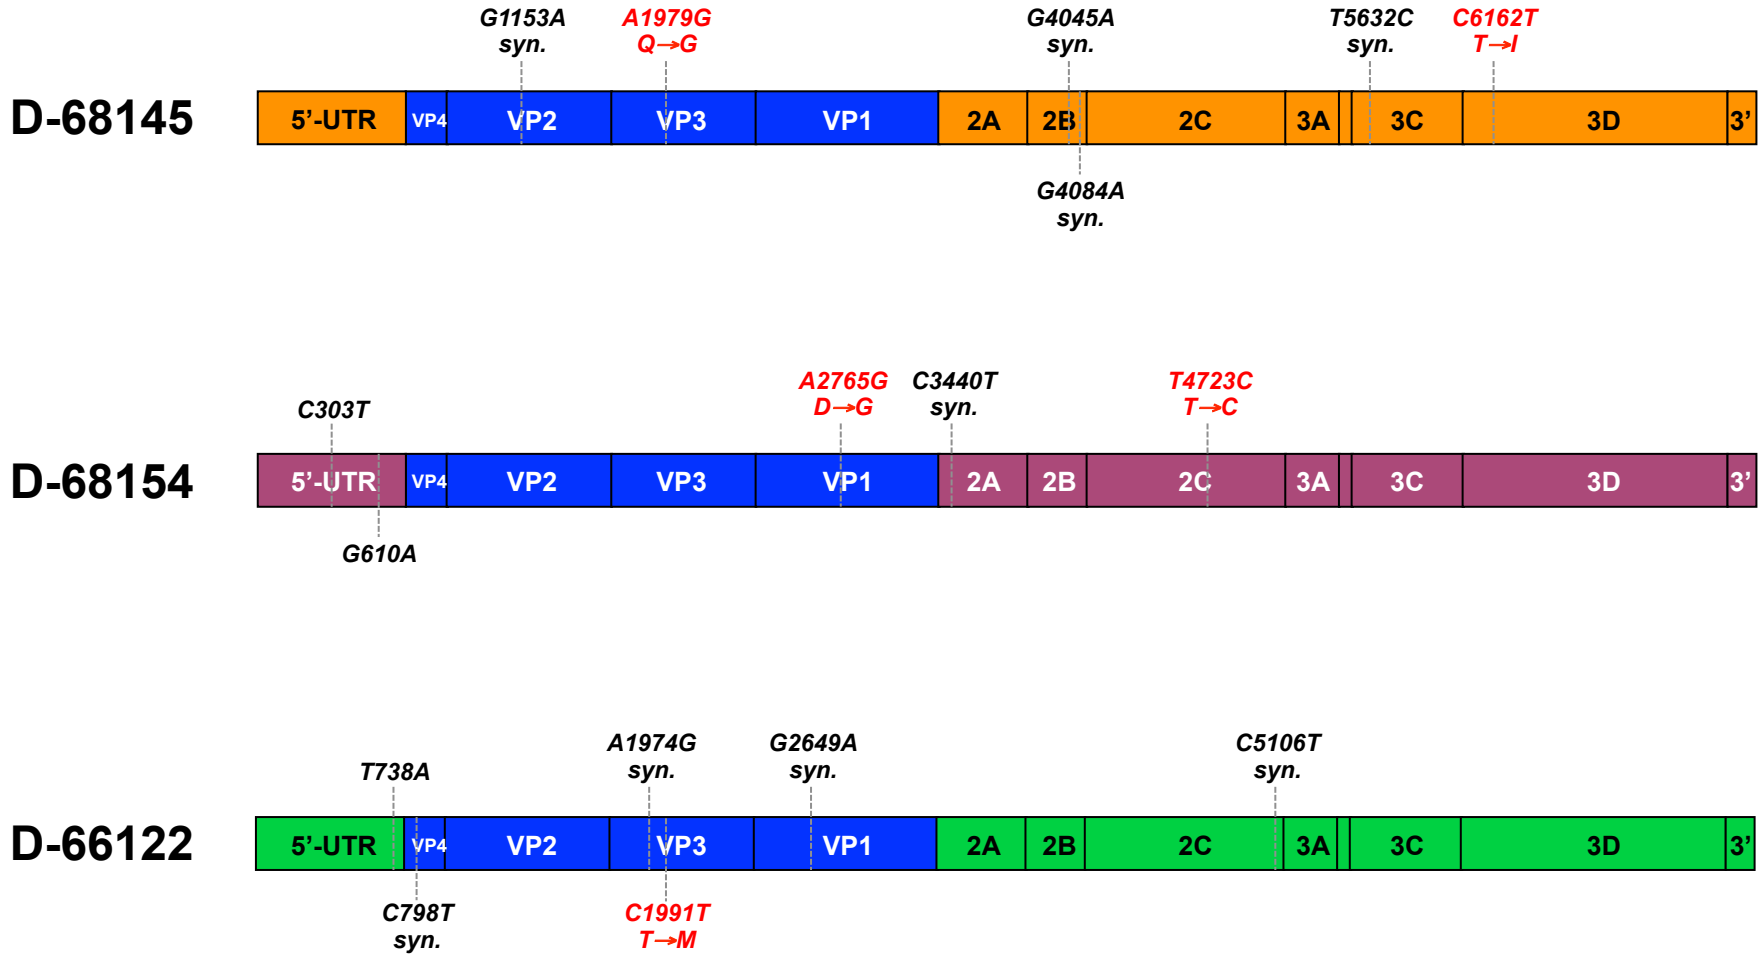 G1153A
syn.
A1979G
Q→G
G4045A
syn.
T5632C
syn.
C6162T
T→I
D-68145
5’-UTR VP4 VP2 VP3 VP1 2A 2B 2C 3A 3C 3D 3’
G4084A
syn.
C303T
A2765G
D→G
C3440T
syn.
T4723C
T→C
D-68154
5’-UTR VP4 VP2 VP3 VP1 2A 2B 2C 3A 3C 3D 3’
G610A
T738A
A1974G
syn.
G2649A
syn.
C5106T
syn.
D-66122
5’-UTR VP4 VP2 VP3 VP1 2A 2B 2C 3A 3C 3D 3’
C798T
syn.
C1991T
T→M